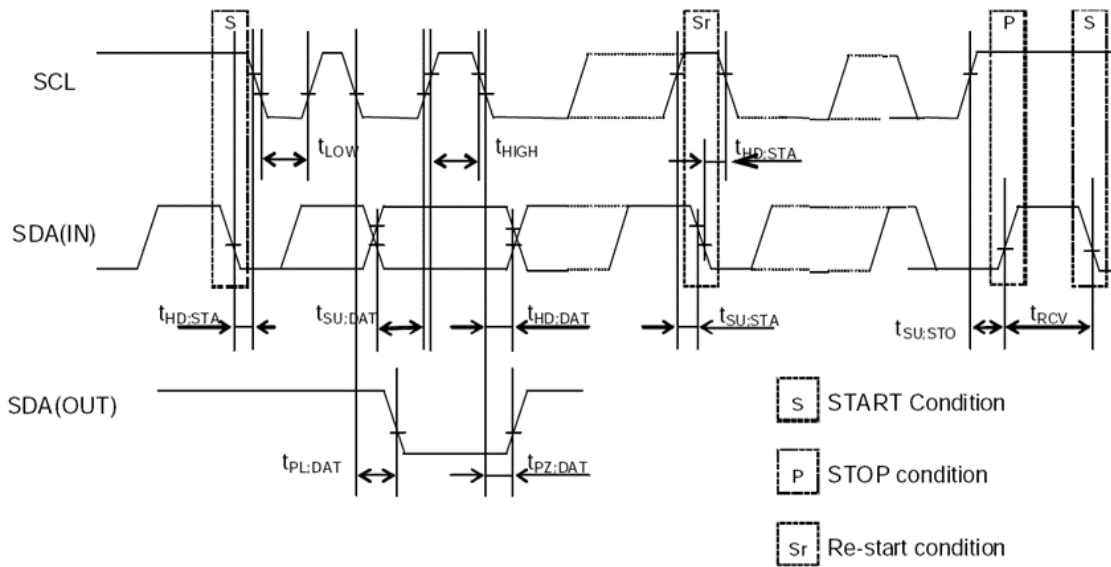 S Sr P S
SCL
tLOW tHIGH tHD;STA
SDA(IN)
tHD;STA tSU;DAT tHD;DAT tSU;STA tSU;STO tRCV
SDA(OUT)
tPL;DAT tPZ;DAT
S START Condition
P STOP condition
Sr Re-start condition